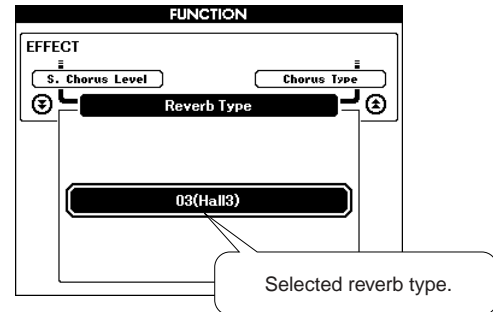 FUNCTION
EFFECT
S. Chorus Level
Chorus Type
Reverb Type
03(Hall3)
Selected reverb type.